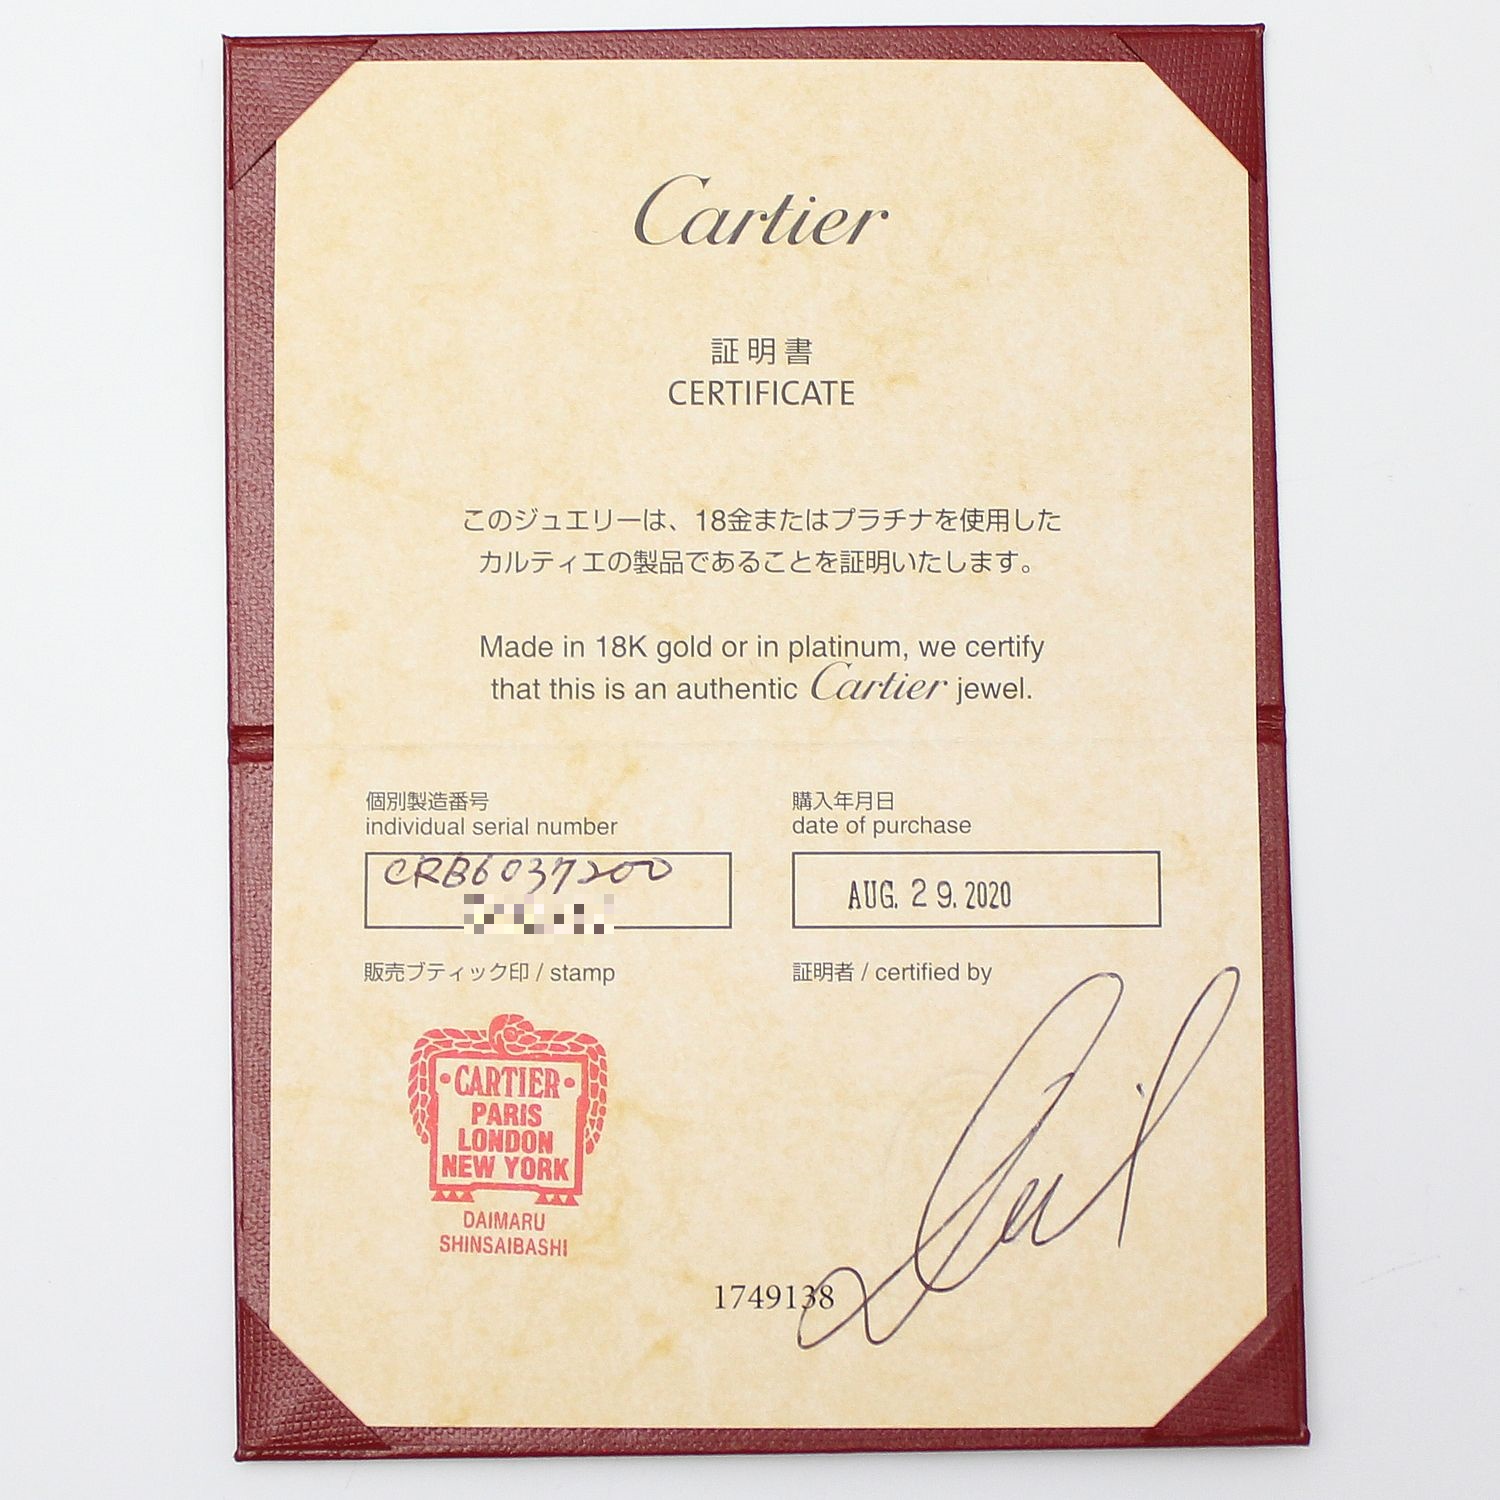 Cartier
証明書
CERTIFICATE
このジュエリーは、18金またはプラチナを使用した
カルティエの製品であることを証明いたします。
Made in 18K gold or in platinum, we certify
that this is an authentic Cartier jewel.
個別製造番号
individual serial number
CRB6037200
購入年月日
date of purchase
AUG. 29. 2020
販売ブティック印 / stamp
証明者 / certified by
CARTIER
PARIS
LONDON
NEW YORK
DAIMARU
SHINSAIBASHI
1749138